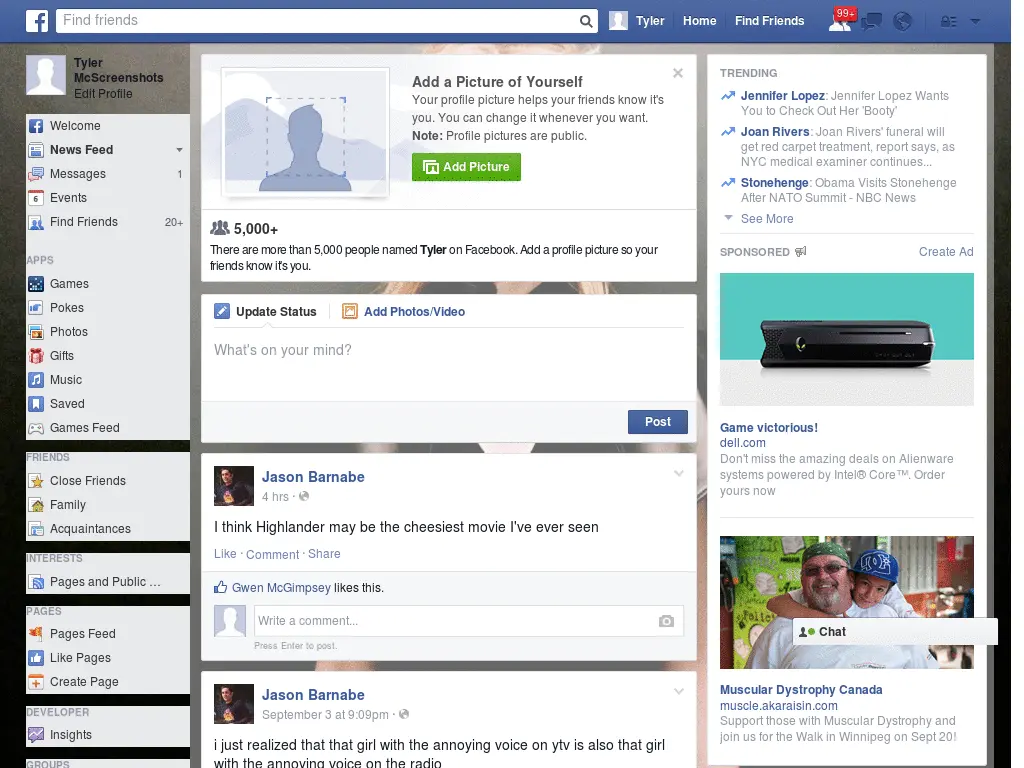 f Find friends
Tyler Home Find Friends 99+
Tyler
McScreenshots
Edit Profile
Welcome
News Feed
Messages 1
6 Events
Find Friends 20+
APPS
Games
Pokes
Photos
Gifts
Music
Saved
Games Feed
FRIENDS
Close Friends
Family
Acquaintances
INTERESTS
Pages and Public ...
PAGES
Pages Feed
Like Pages
Create Page
DEVELOPER
Insights
GROUPS
Add a Picture of Yourself
Your profile picture helps your friends know it's
you. You can change it whenever you want.
Note: Profile pictures are public.
Add Picture
5,000+
There are more than 5,000 people named Tyler on Facebook. Add a profile picture so your
friends know it's you.
Update Status Add Photos/Video
What's on your mind?
Post
Jason Barnabe
4 hrs ·
I think Highlander may be the cheesiest movie I've ever seen
Like · Comment · Share
Gwen McGimpsey likes this.
Write a comment...
Press Enter to post.
Jason Barnabe
September 3 at 9:09pm ·
i just realized that that girl with the annoying voice on ytv is also that girl
with the annoying voice on the radio
TRENDING
Jennifer Lopez: Jennifer Lopez Wants
You to Check Out Her 'Booty'
Joan Rivers: Joan Rivers' funeral will
get red carpet treatment, report says, as
NYC medical examiner continues...
Stonehenge: Obama Visits Stonehenge
After NATO Summit - NBC News
See More
SPONSORED Create Ad
Game victorious!
dell.com
Don't miss the amazing deals on Alienware
systems powered by Intel® Core™. Order
yours now
Chat
Muscular Dystrophy Canada
muscle.akaraisin.com
Support those with Muscular Dystrophy and
join us for the Walk in Winnipeg on Sept 20!